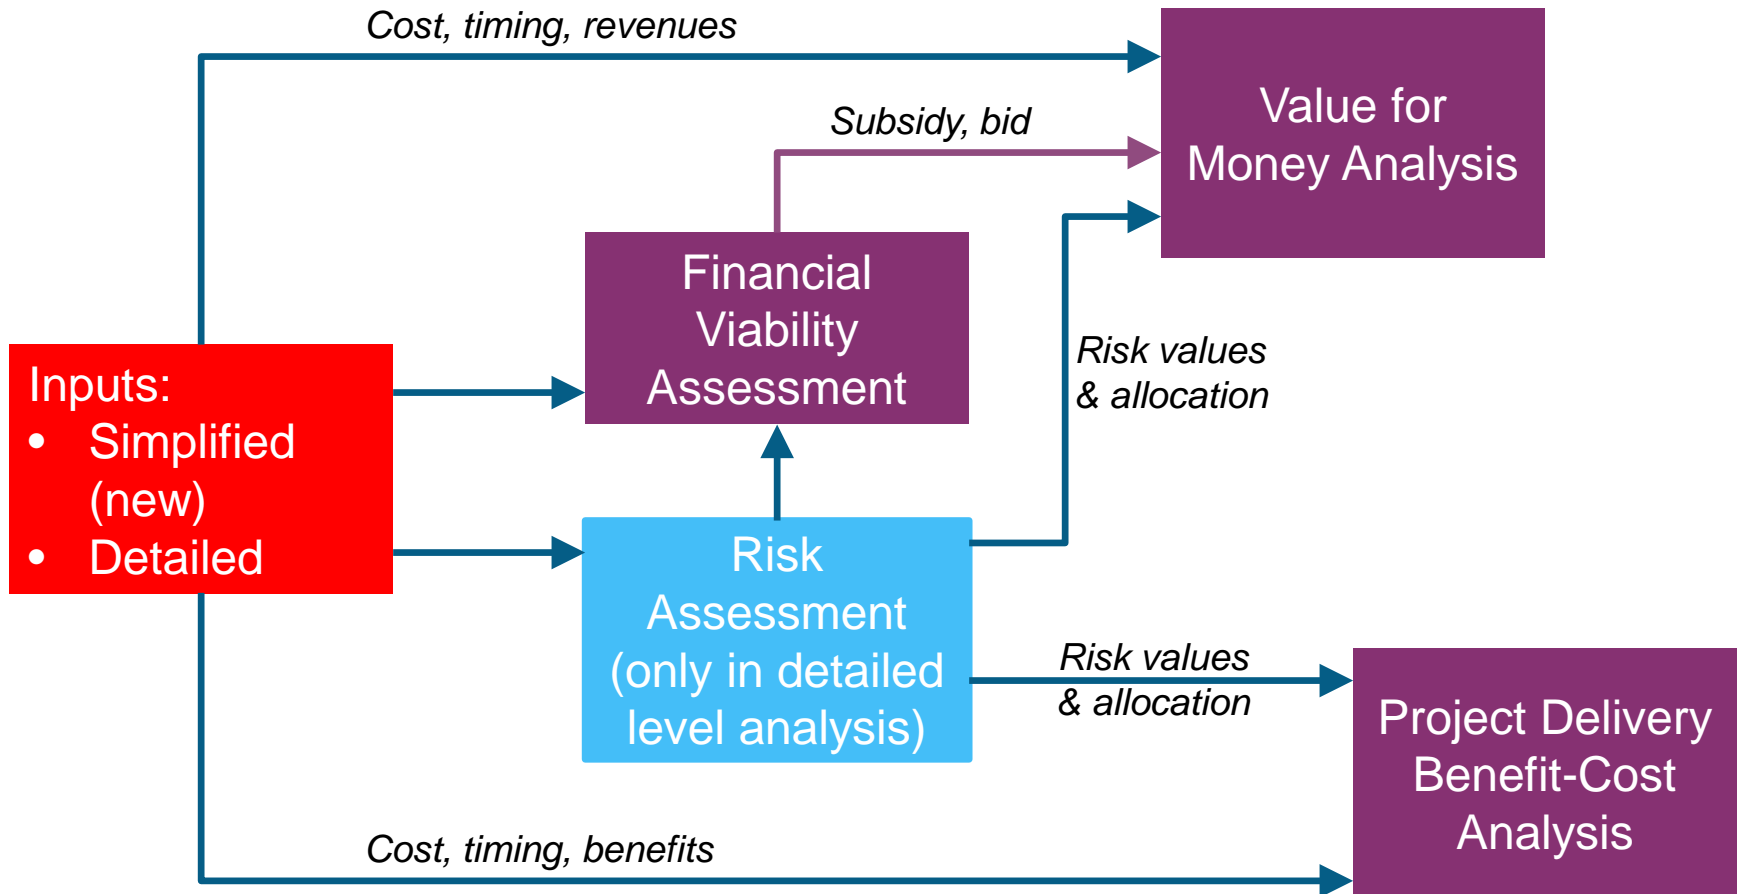 Cost, timing, revenues
Value for
Money Analysis
Subsidy, bid
Financial
Viability
Assessment
Risk values
& allocation
Inputs:
• Simplified
(new)
• Detailed
Risk
Assessment
(only in detailed
level analysis)
Risk values
& allocation
Project Delivery
Benefit-Cost
Analysis
Cost, timing, benefits